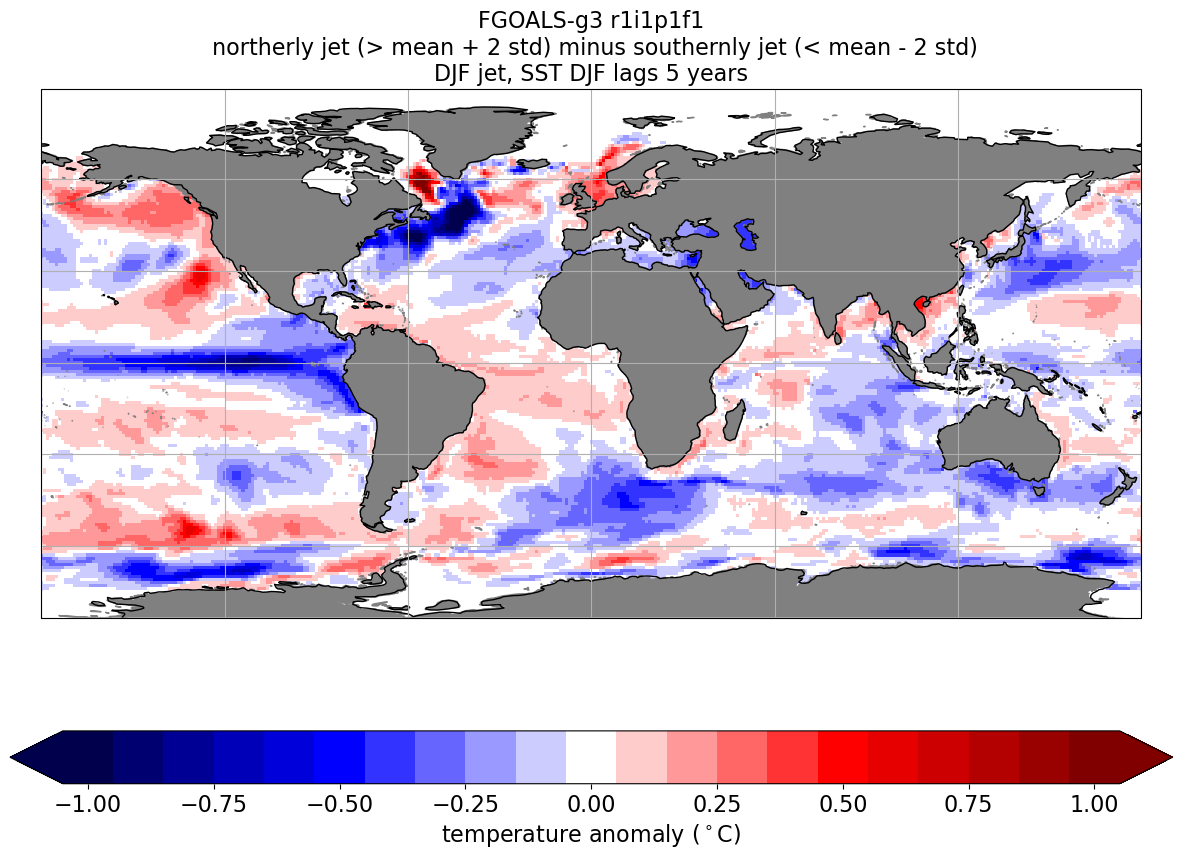 FGOALS-g3 r1i1p1f1
northerly jet (> mean + 2 std) minus southernly jet (< mean - 2 std)
DJF jet, SST DJF lags 5 years
−1.00 −0.75 −0.50 −0.25 0.00 0.25 0.50 0.75 1.00
temperature anomaly (∘C)